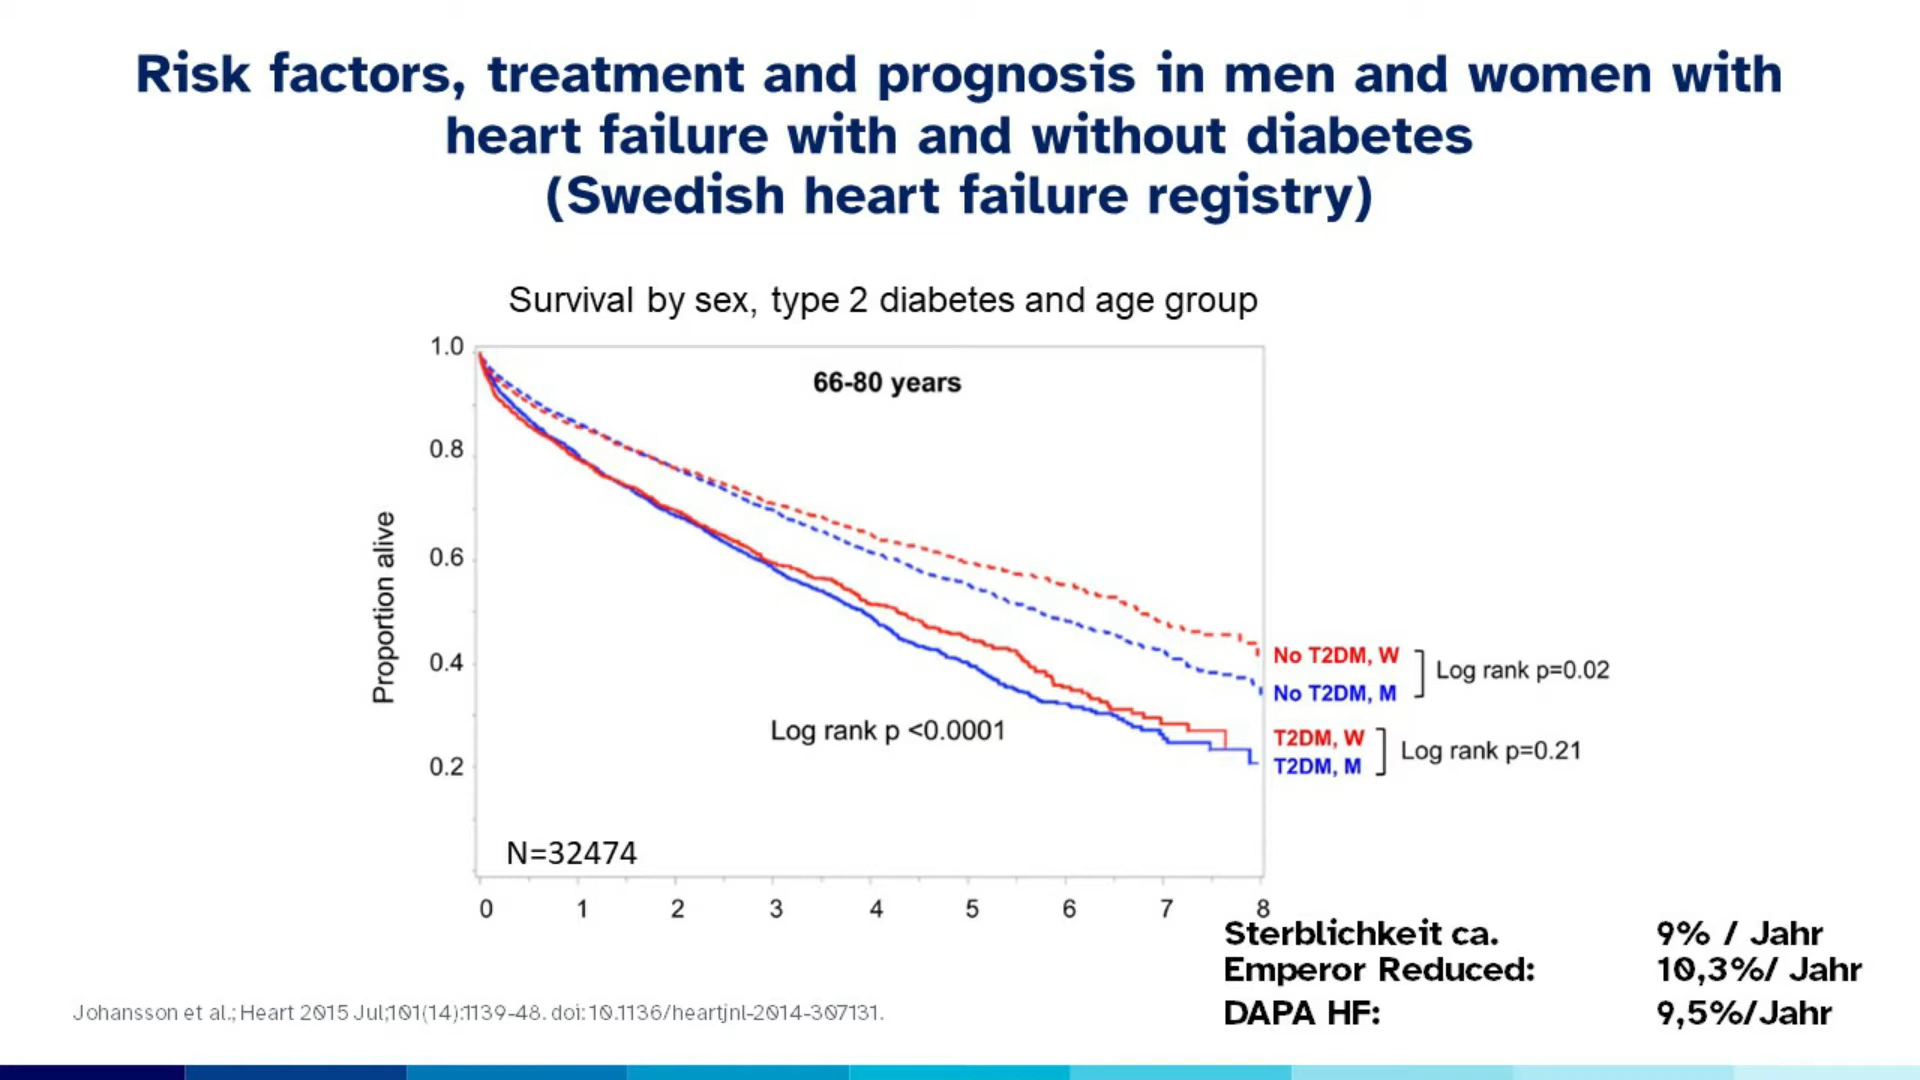 Risk factors, treatment and prognosis in men and women with
heart failure with and without diabetes
(Swedish heart failure registry)
Survival by sex, type 2 diabetes and age group
66-80 years
Proportion alive
1.0
0.8
0.6
0.4
0.2
No T2DM, W
No T2DM, M
Log rank p=0.02
T2DM, W
T2DM, M
Log rank p=0.21
Log rank p <0.0001
N=32474
0 1 2 3 4 5 6 7 8
Sterblichkeit ca. 9% / Jahr
Emperor Reduced: 10,3%/ Jahr
DAPA HF: 9,5%/Jahr
Johansson et al.; Heart 2015 Jul;101(14):1139-48. doi: 10.1136/heartjnl-2014-307131.